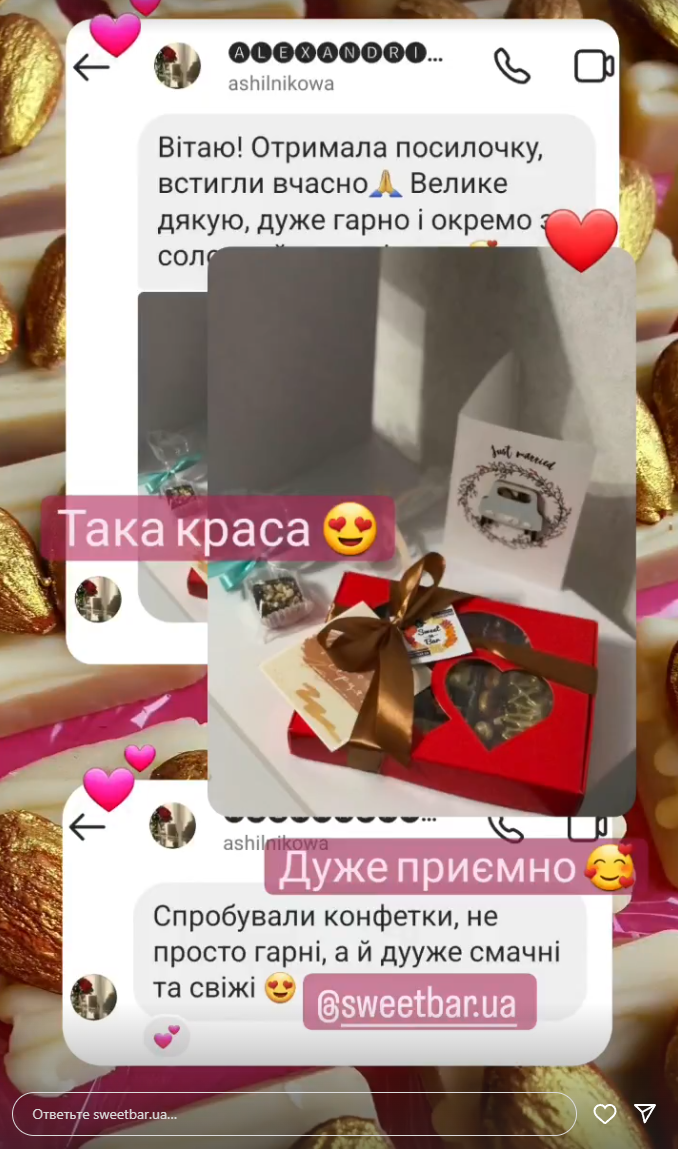 🅐🅛🅔🅧🅐🅝🅓🅡🅘...
ashilnikowa
Вітаю! Отримала посилочку,
встигли вчасно🙏 Велике
дякую, дуже гарно і окремо
Just married
Така краса 😍
Sweet
Bar
ashilnikowa
Дуже приємно 🥰
Спробували конфетки, не
просто гарні, а й дууже смачні
та свіжі 😍
@sweetbar.ua
Ответьте sweetbar.ua...